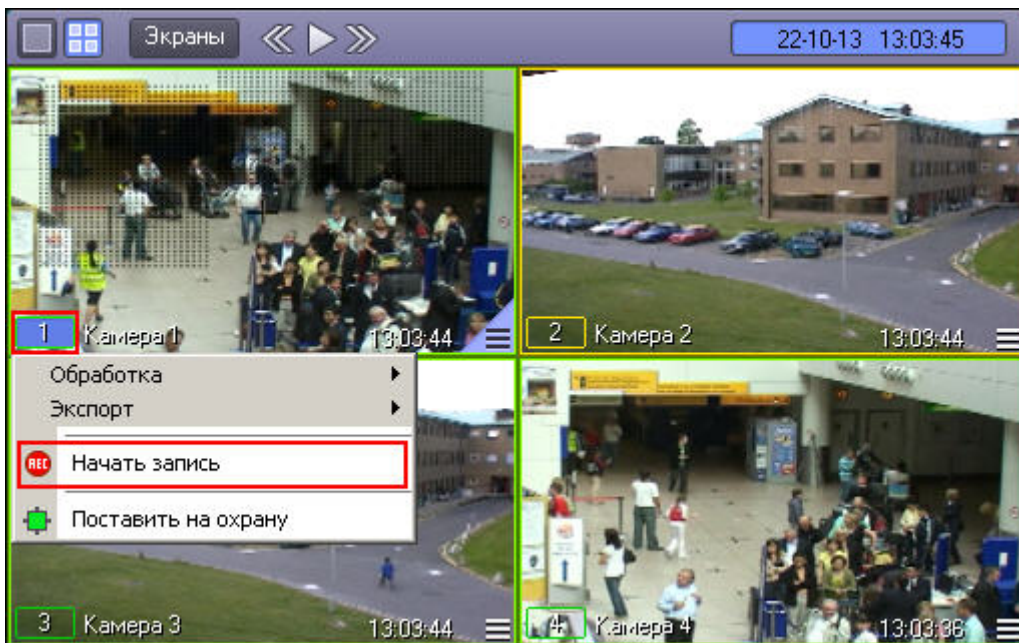 Экраны
22-10-13 13:03:45
1 Камера 1 13:03:44
2 Камера 2 13:03:44
Обработка
Экспорт
REC Начать запись
Поставить на охрану
3 Камера 3 13:03:44
4 Камера 4 13:03:36